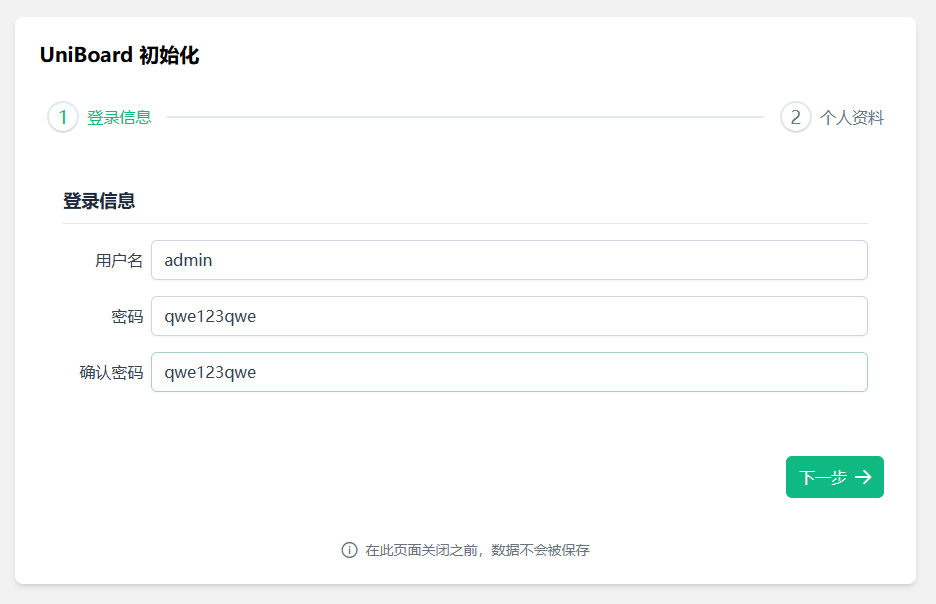 UniBoard 初始化
1 登录信息 2 个人资料
登录信息
用户名 admin
密码 qwe123qwe
确认密码 qwe123qwe
下一步 →
在此页面关闭之前，数据不会被保存